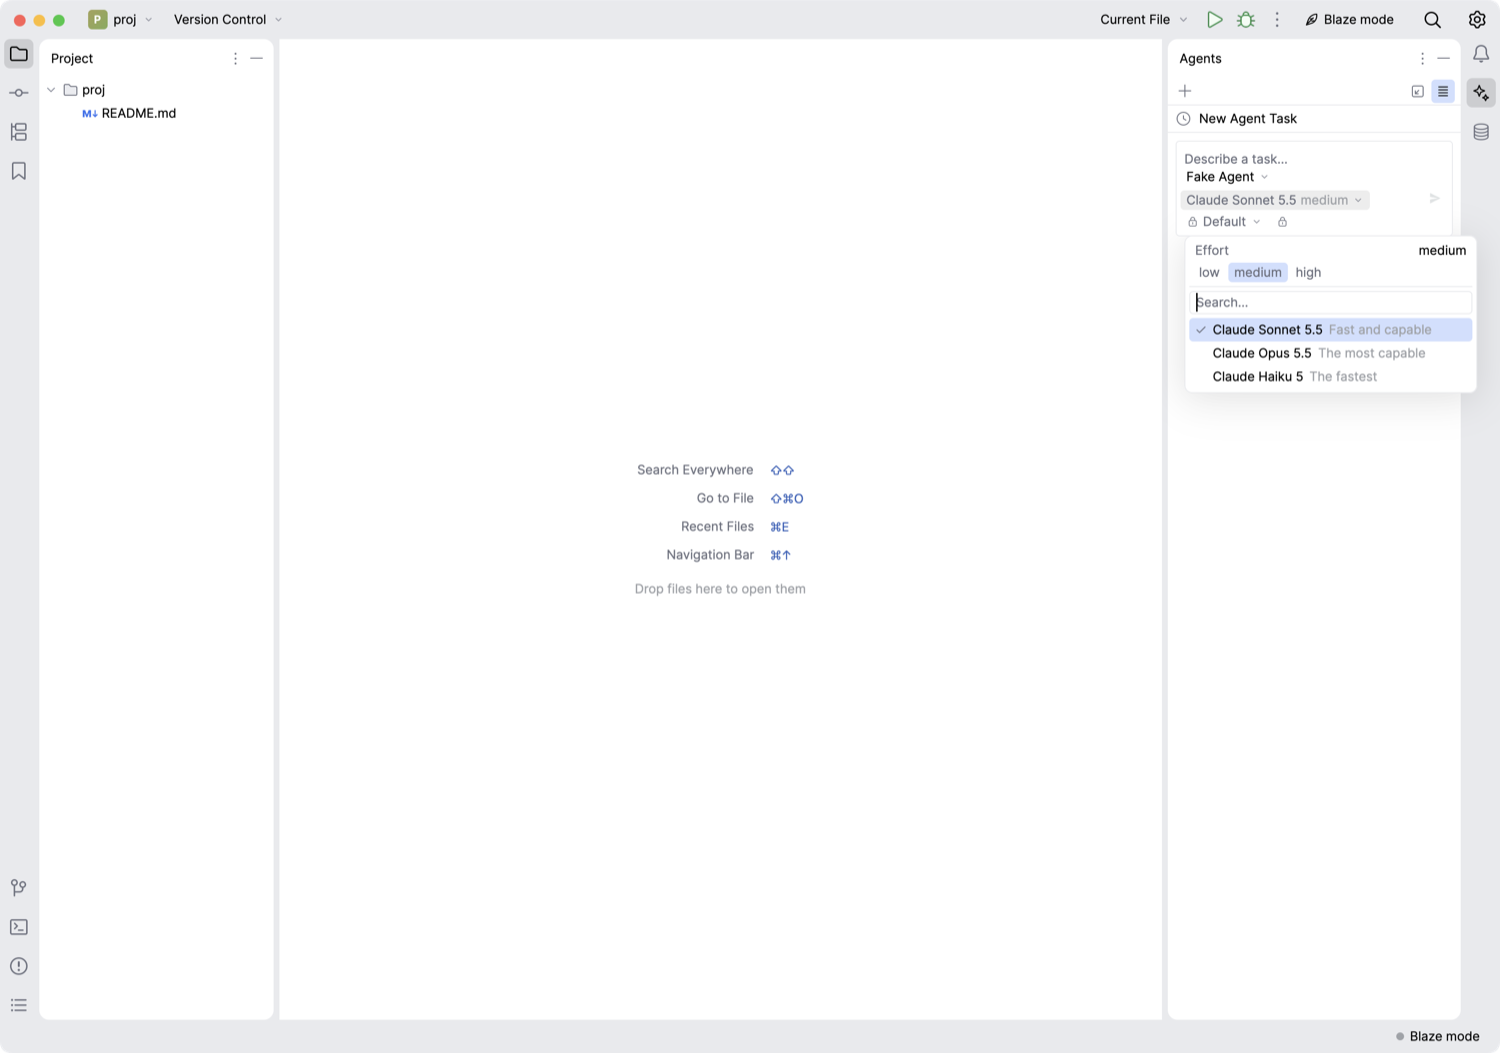 P proj
Version Control
Current File
Blaze mode
Project
proj
M↓ README.md
Search Everywhere ⇧⇧
Go to File ⇧⌘O
Recent Files ⌘E
Navigation Bar ⌘↑
Drop files here to open them
Agents
New Agent Task
Describe a task...
Fake Agent
Claude Sonnet 5.5 medium
Default
Effort medium
low medium high
Search...
Claude Sonnet 5.5 Fast and capable
Claude Opus 5.5 The most capable
Claude Haiku 5 The fastest
Blaze mode